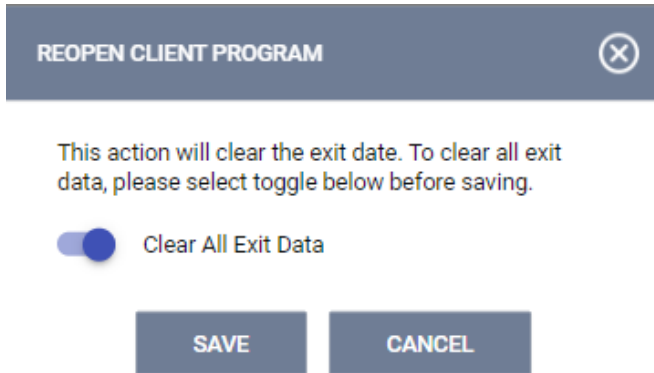 REOPEN CLIENT PROGRAM
This action will clear the exit date. To clear all exit
data, please select toggle below before saving.
Clear All Exit Data
SAVE
CANCEL